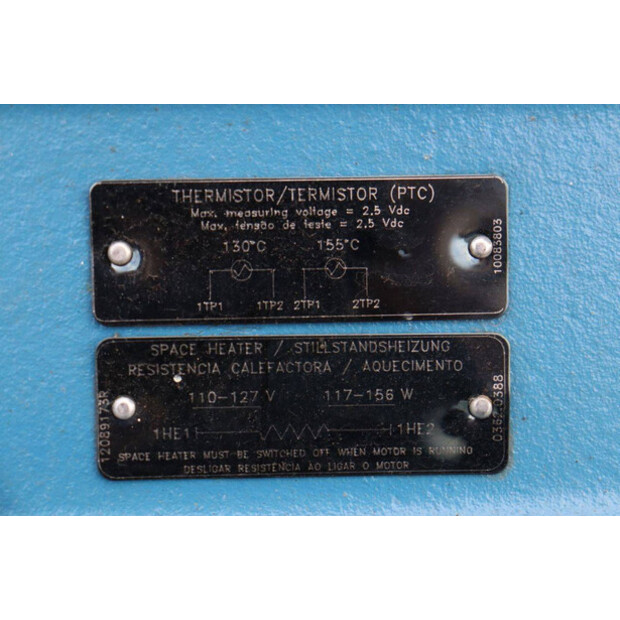 THERMISTOR/TERMISTOR (PTC)
Max. measuring voltage = 2.5 Vdc
Max. tensão de teste = 2.5 Vdc
130°C 155°C
1TP1 1TP2 2TP1 2TP2
10083803
SPACE HEATER / STILLSTANDSHEIZUNG
RESISTENCIA CALEFACTORA / AQUECIMENTO
110-127 V 117-156 W
1HE1 1HE2
SPACE HEATER MUST BE SWITCHED OFF WHEN MOTOR IS RUNNING
DESLIGAR RESISTÊNCIA AO LIGAR O MOTOR
12089173R